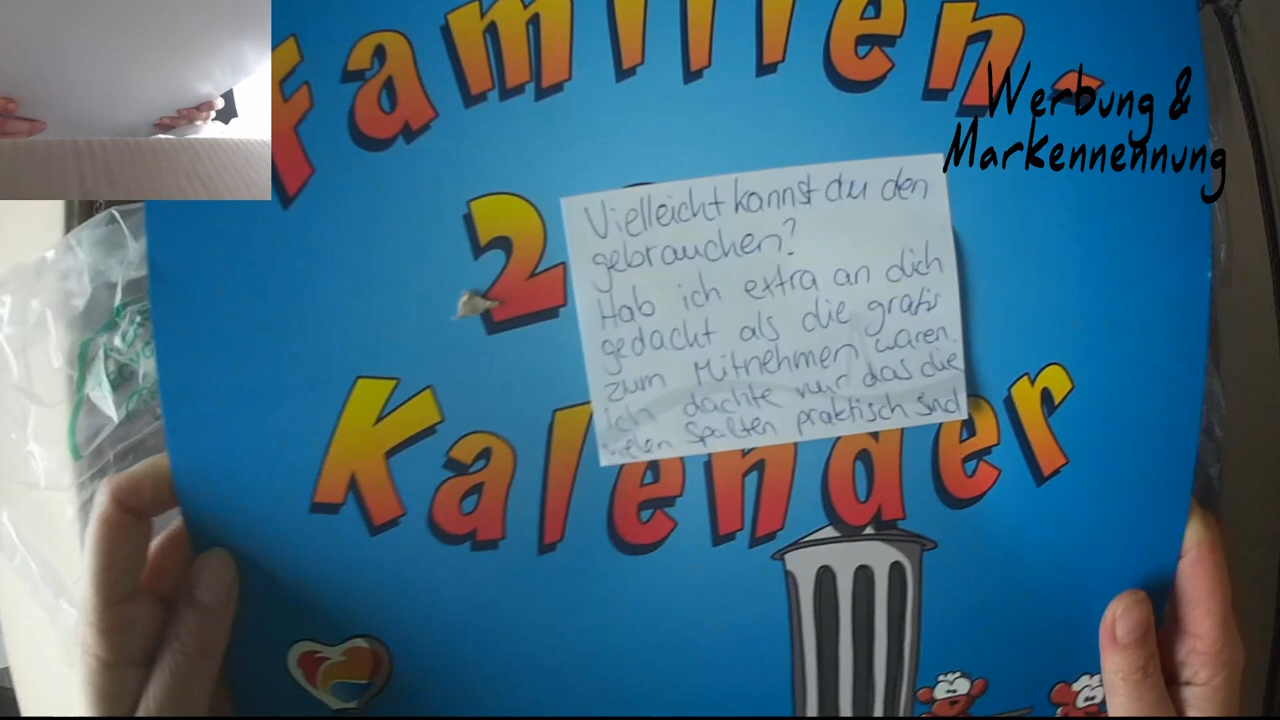 Familien-
Werbung &
Markennennung
2
Vielleicht kannst du den
gebrauchen?
Hab ich extra an dich
gedacht als die gratis
zum Mitnehmen waren.
ich dachte nur das die
vielen Spalten praktisch sind
Kalender